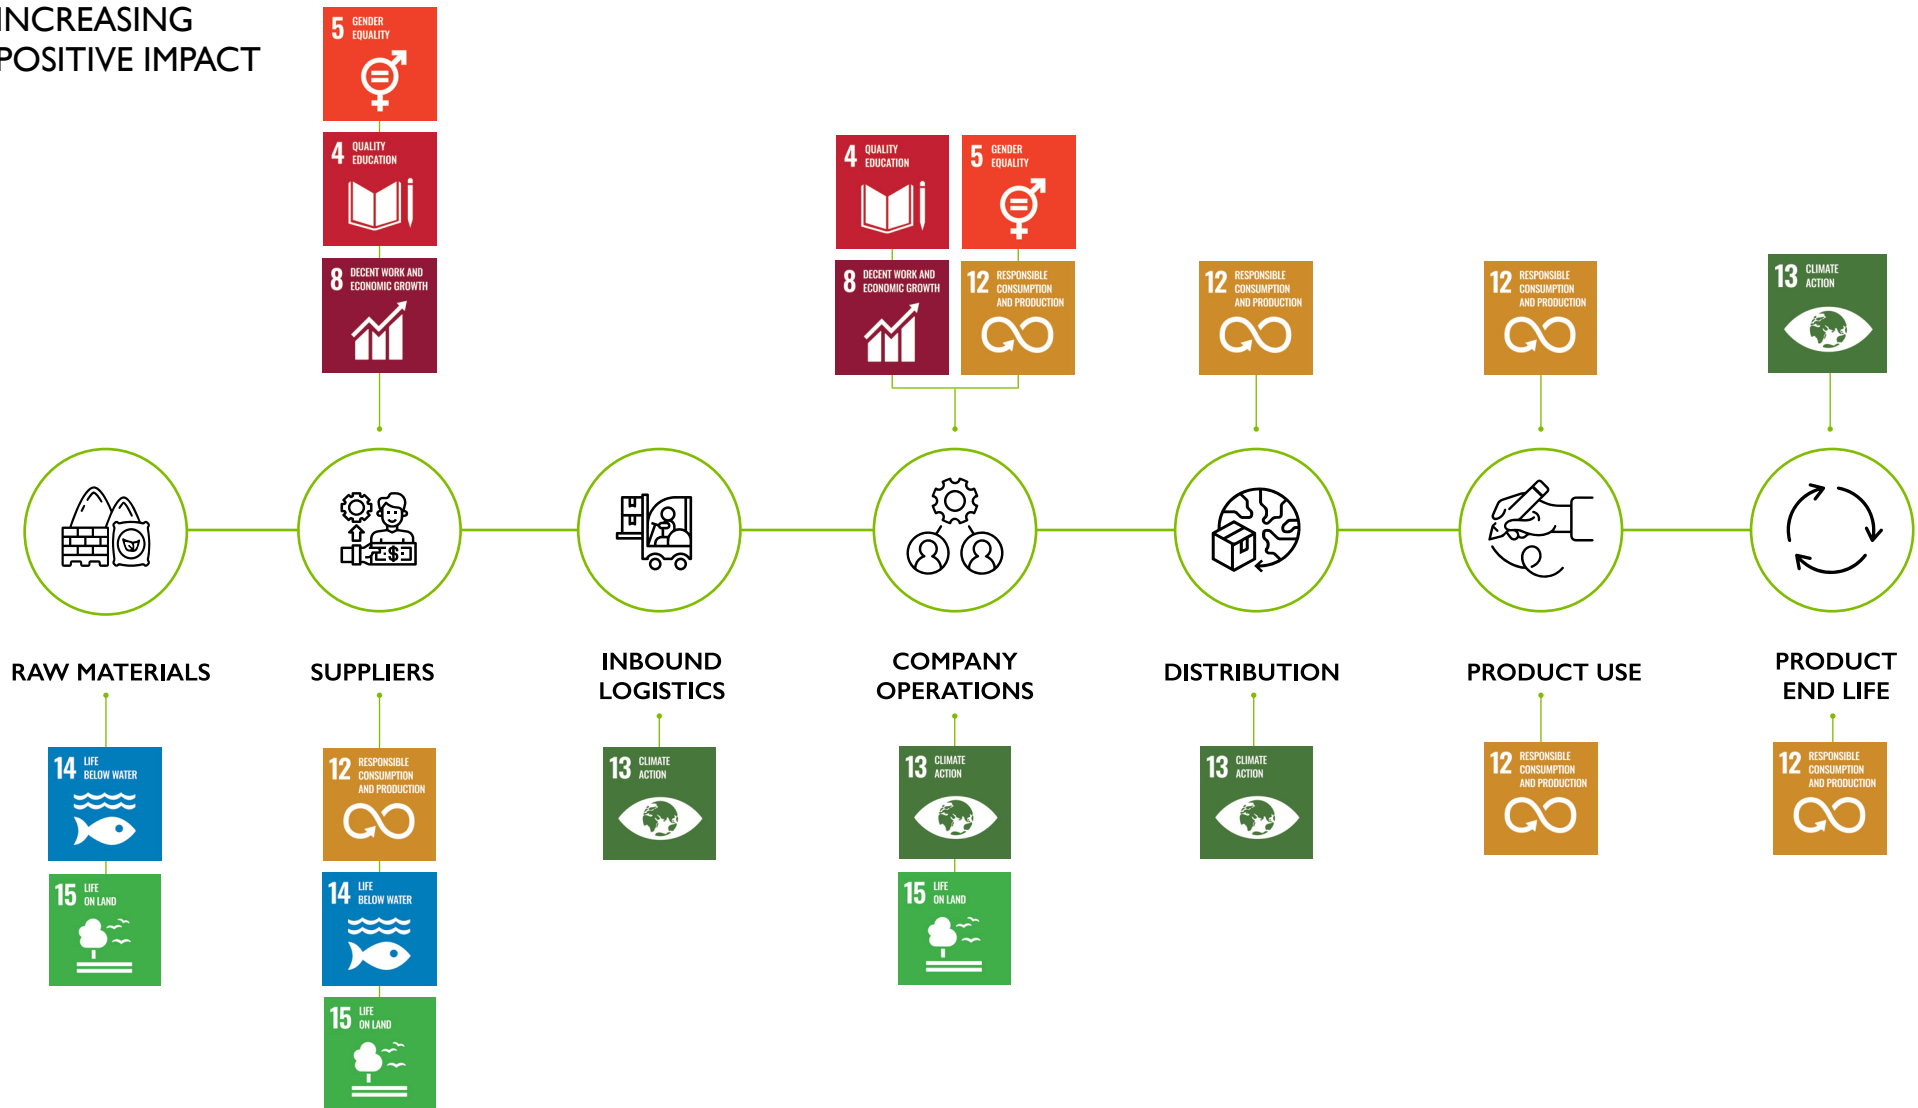 INCREASING
POSITIVE IMPACT
5 GENDER
EQUALITY
4 QUALITY
EDUCATION
8 DECENT WORK AND
ECONOMIC GROWTH
4 QUALITY
EDUCATION
5 GENDER
EQUALITY
8 DECENT WORK AND
ECONOMIC GROWTH
12 RESPONSIBLE
CONSUMPTION
AND PRODUCTION
12 RESPONSIBLE
CONSUMPTION
AND PRODUCTION
12 RESPONSIBLE
CONSUMPTION
AND PRODUCTION
13 CLIMATE
ACTION
$
RAW MATERIALS
SUPPLIERS
INBOUND
LOGISTICS
COMPANY
OPERATIONS
DISTRIBUTION
PRODUCT USE
PRODUCT
END LIFE
14 LIFE
BELOW WATER
15 LIFE
ON LAND
12 RESPONSIBLE
CONSUMPTION
AND PRODUCTION
14 LIFE
BELOW WATER
15 LIFE
ON LAND
13 CLIMATE
ACTION
13 CLIMATE
ACTION
15 LIFE
ON LAND
13 CLIMATE
ACTION
12 RESPONSIBLE
CONSUMPTION
AND PRODUCTION
12 RESPONSIBLE
CONSUMPTION
AND PRODUCTION